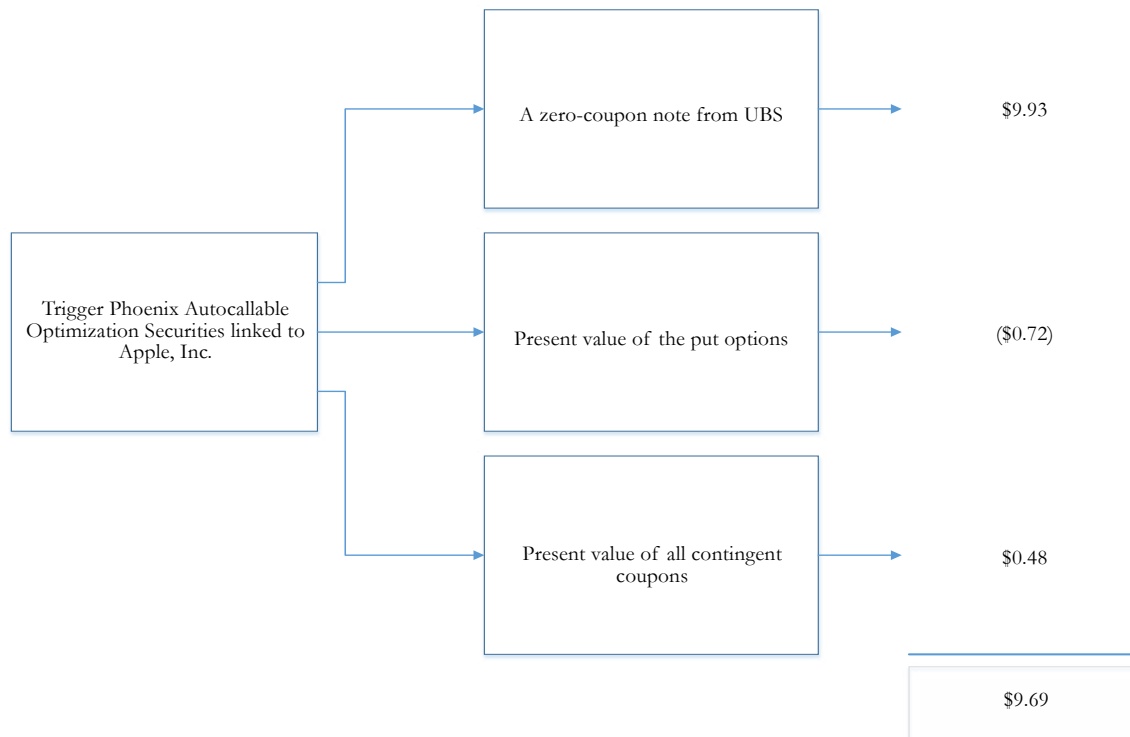 A zero-coupon note from UBS
$9.93
Trigger Phoenix Autocallable
Optimization Securities linked to
Apple, Inc.
Present value of the put options
($0.72)
Present value of all contingent
coupons
$0.48
$9.69